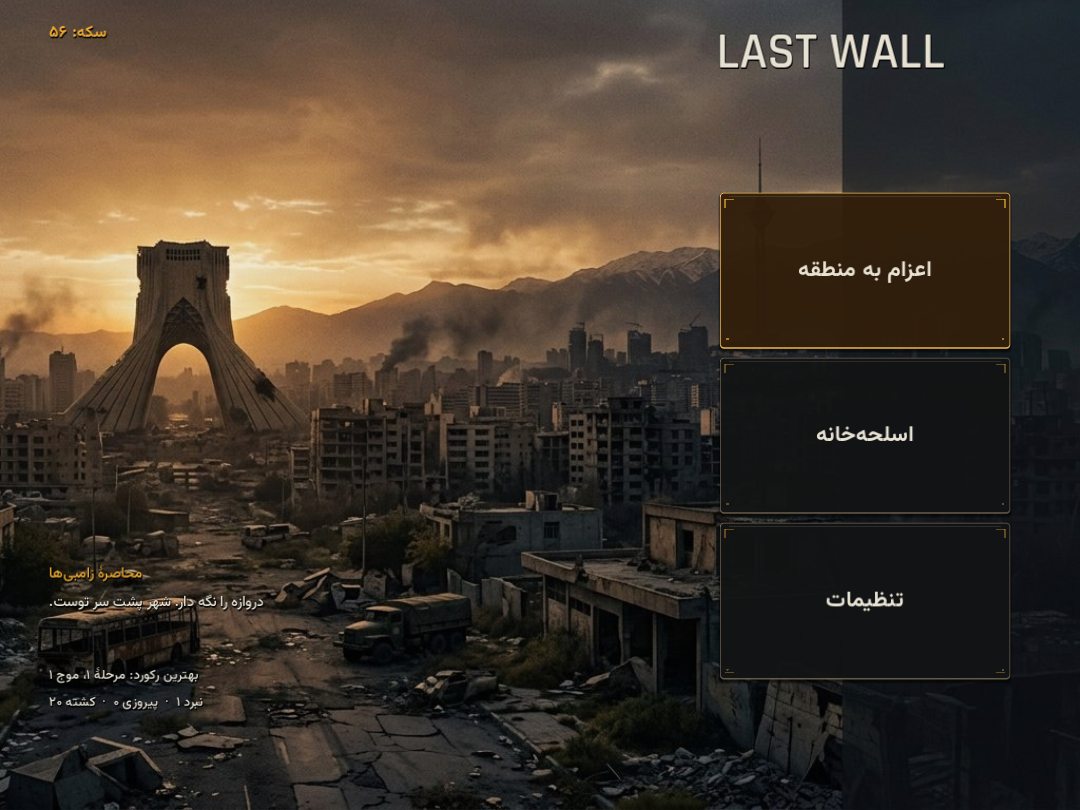 سکه: ۵۶
LAST WALL
اعزام به منطقه
اسلحه‌خانه
تنظیمات
محاصرهٔ زامبی‌ها
دروازه را نگه دار. شهر پشت سر توست.
بهترین رکورد: مرحلهٔ ۱، موج ۱
نبرد ۱ · پیروزی ۰ · کشته ۲۰